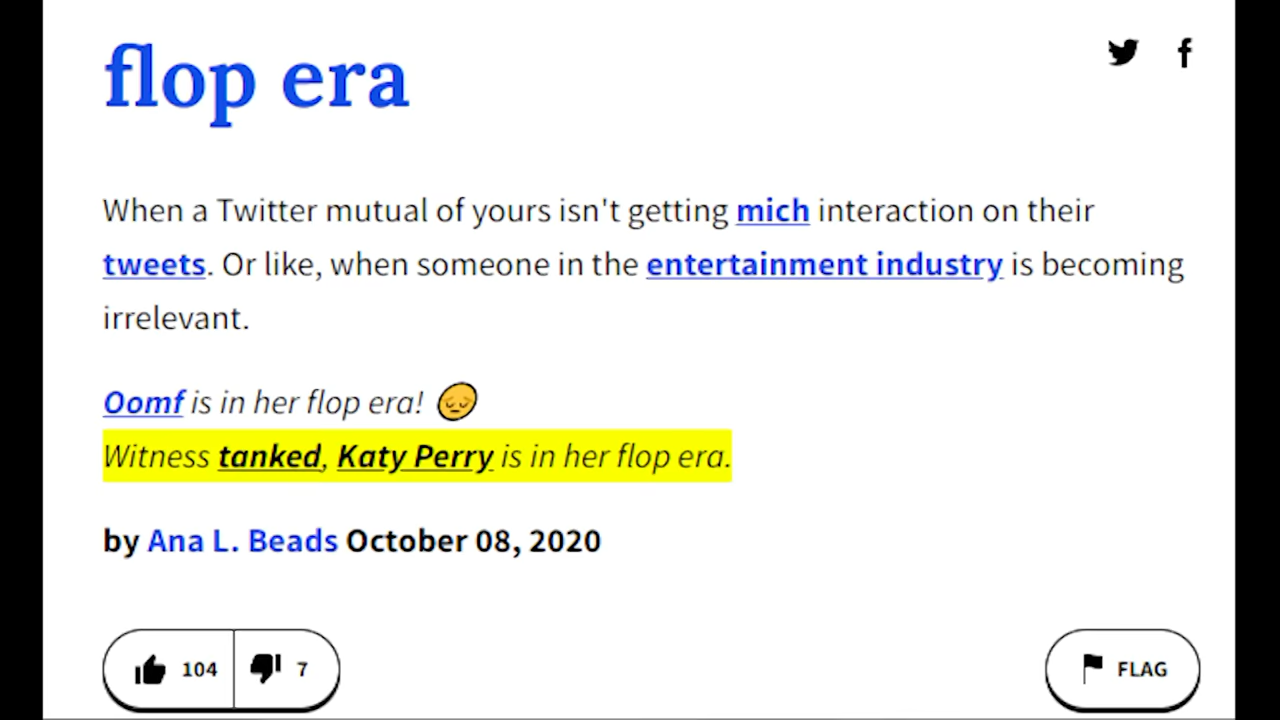 flop era
When a Twitter mutual of yours isn't getting mich interaction on their
tweets. Or like, when someone in the entertainment industry is becoming
irrelevant.
Oomf is in her flop era! 😔
Witness tanked, Katy Perry is in her flop era.
by Ana L. Beads October 08, 2020
104 7 FLAG